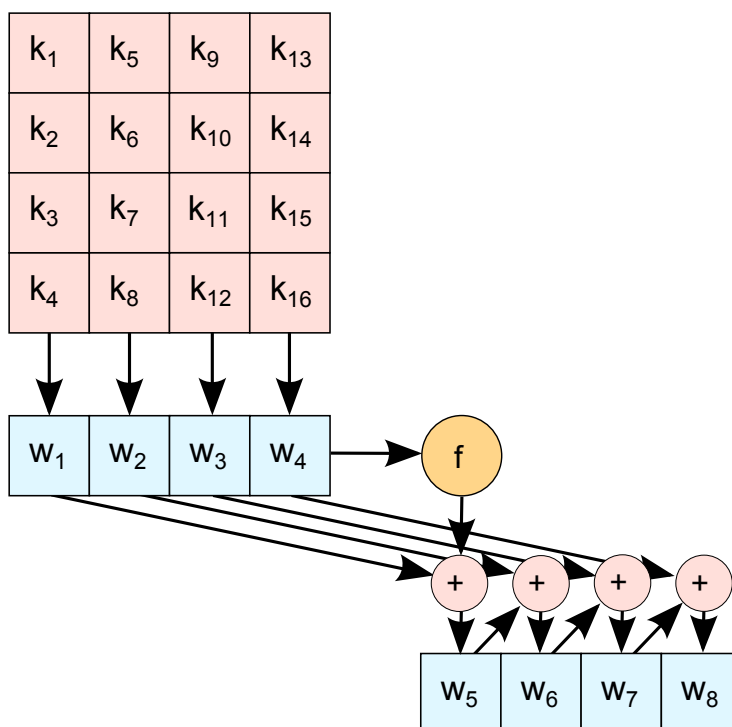 k₁ k₅ k₉ k₁₃
k₂ k₆ k₁₀ k₁₄
k₃ k₇ k₁₁ k₁₅
k₄ k₈ k₁₂ k₁₆
w₁ w₂ w₃ w₄ f
+ + + +
w₅ w₆ w₇ w₈